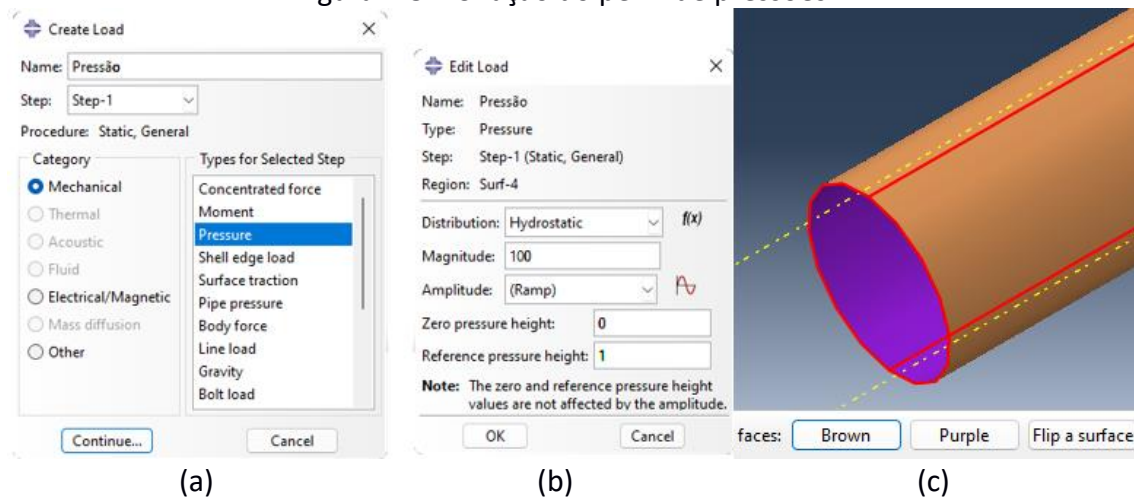 Create Load
Name: Pressão
Step: Step-1
Procedure: Static, General
Category
Mechanical
Thermal
Acoustic
Fluid
Electrical/Magnetic
Mass diffusion
Other
Types for Selected Step
Concentrated force
Moment
Pressure
Shell edge load
Surface traction
Pipe pressure
Body force
Line load
Gravity
Bolt load
Continue...
Cancel
(a)
Edit Load
Name: Pressão
Type: Pressure
Step: Step-1 (Static, General)
Region: Surf-4
Distribution: Hydrostatic f(x)
Magnitude: 100
Amplitude: (Ramp)
Zero pressure height: 0
Reference pressure height: 1
Note: The zero and reference pressure height
values are not affected by the amplitude.
OK
Cancel
(b)
faces: Brown Purple Flip a surface
(c)